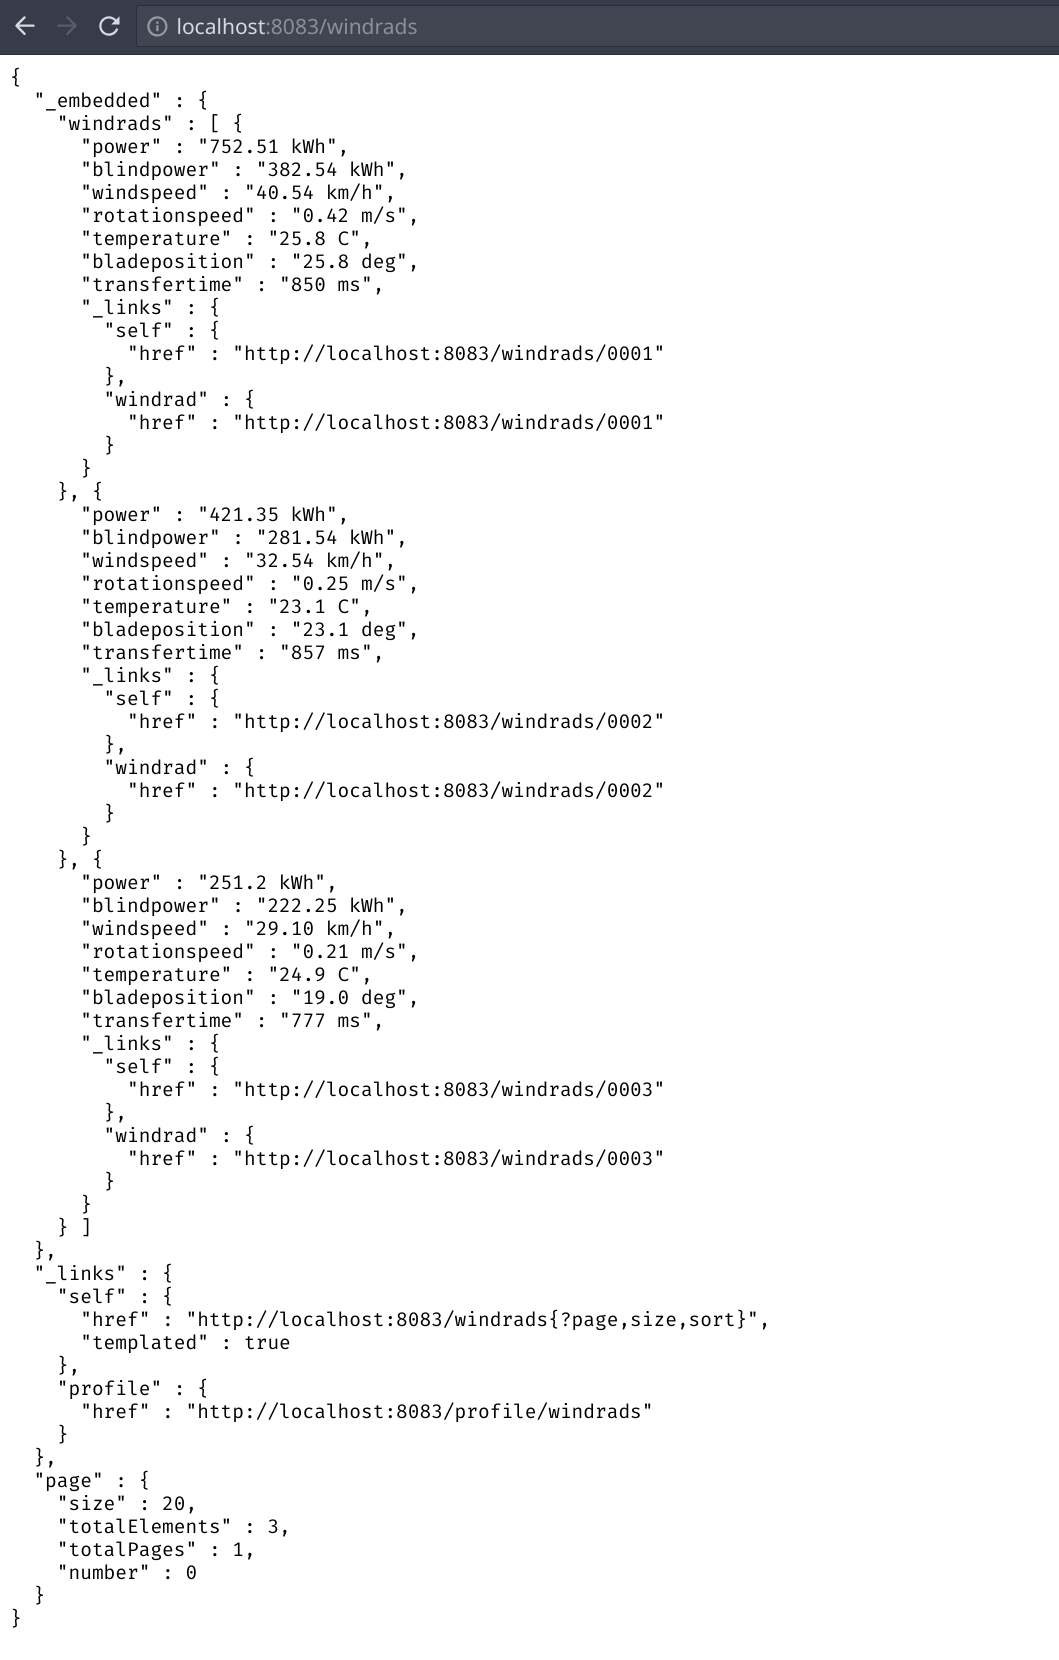 localhost:8083/windrads
{
  "_embedded" : {
    "windrads" : [ {
      "power" : "752.51 kWh",
      "blindpower" : "382.54 kWh",
      "windspeed" : "40.54 km/h",
      "rotationspeed" : "0.42 m/s",
      "temperature" : "25.8 C",
      "bladeposition" : "25.8 deg",
      "transfertime" : "850 ms",
      "_links" : {
        "self" : {
          "href" : "http://localhost:8083/windrads/0001"
        },
        "windrad" : {
          "href" : "http://localhost:8083/windrads/0001"
        }
      }
    }, {
      "power" : "421.35 kWh",
      "blindpower" : "281.54 kWh",
      "windspeed" : "32.54 km/h",
      "rotationspeed" : "0.25 m/s",
      "temperature" : "23.1 C",
      "bladeposition" : "23.1 deg",
      "transfertime" : "857 ms",
      "_links" : {
        "self" : {
          "href" : "http://localhost:8083/windrads/0002"
        },
        "windrad" : {
          "href" : "http://localhost:8083/windrads/0002"
        }
      }
    }, {
      "power" : "251.2 kWh",
      "blindpower" : "222.25 kWh",
      "windspeed" : "29.10 km/h",
      "rotationspeed" : "0.21 m/s",
      "temperature" : "24.9 C",
      "bladeposition" : "19.0 deg",
      "transfertime" : "777 ms",
      "_links" : {
        "self" : {
          "href" : "http://localhost:8083/windrads/0003"
        },
        "windrad" : {
          "href" : "http://localhost:8083/windrads/0003"
        }
      }
    } ]
  },
  "_links" : {
    "self" : {
      "href" : "http://localhost:8083/windrads{?page,size,sort}",
      "templated" : true
    },
    "profile" : {
      "href" : "http://localhost:8083/profile/windrads"
    }
  },
  "page" : {
    "size" : 20,
    "totalElements" : 3,
    "totalPages" : 1,
    "number" : 0
  }
}